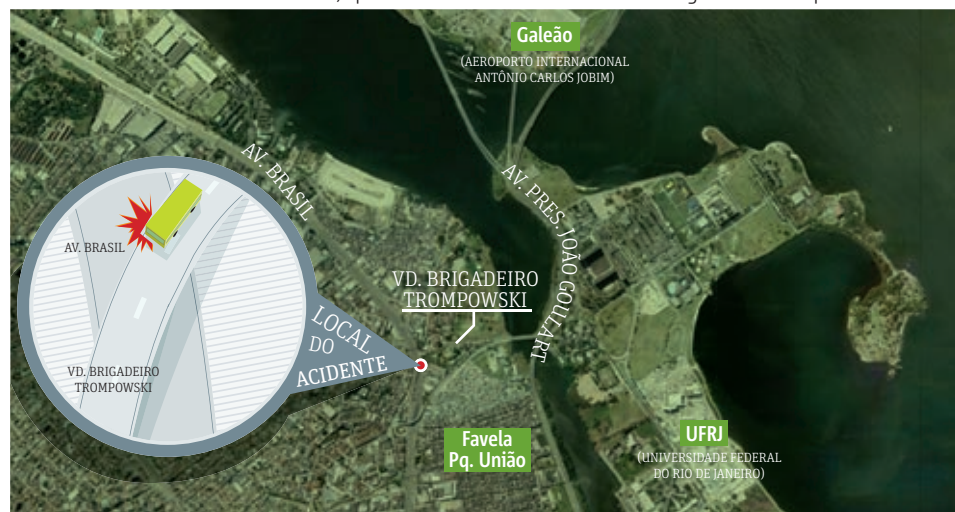 Galeão
(AEROPORTO INTERNACIONAL
ANTÔNIO CARLOS JOBIM)
AV. BRASIL
AV. PRES. JOÃO GOULART
AV. BRASIL
VD. BRIGADEIRO
TROMPOWSKI
VD. BRIGADEIRO
TROMPOWSKI
LOCAL
DO
ACIDENTE
Favela
Pq. União
UFRJ
(UNIVERSIDADE FEDERAL
DO RIO DE JANEIRO)